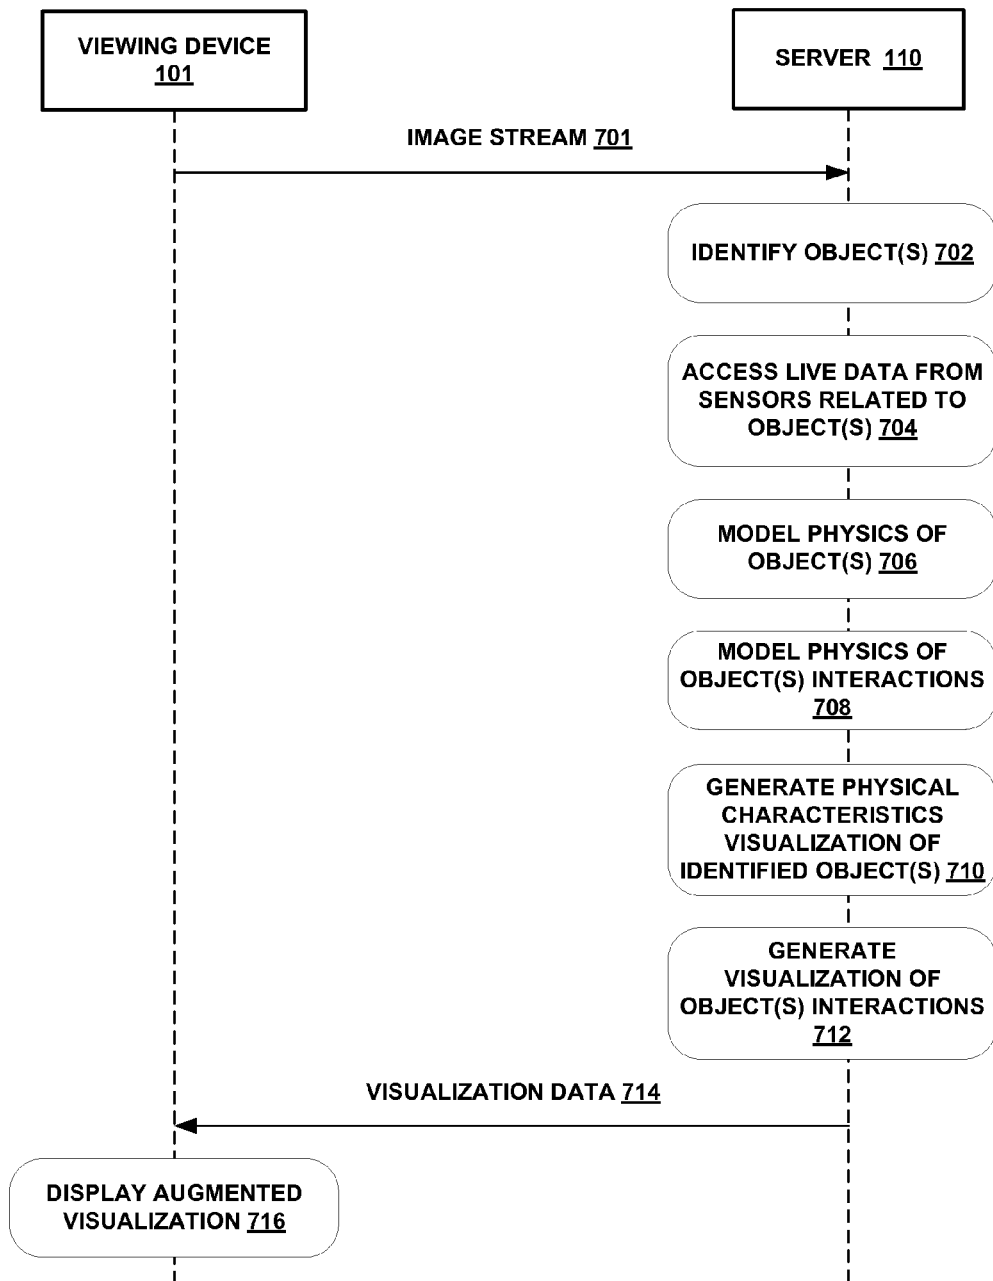 VIEWING DEVICE
101
SERVER 110
IMAGE STREAM 701
IDENTIFY OBJECT(S) 702
ACCESS LIVE DATA FROM
SENSORS RELATED TO
OBJECT(S) 704
MODEL PHYSICS OF
OBJECT(S) 706
MODEL PHYSICS OF
OBJECT(S) INTERACTIONS
708
GENERATE PHYSICAL
CHARACTERISTICS
VISUALIZATION OF
IDENTIFIED OBJECT(S) 710
GENERATE
VISUALIZATION OF
OBJECT(S) INTERACTIONS
712
VISUALIZATION DATA 714
DISPLAY AUGMENTED
VISUALIZATION 716